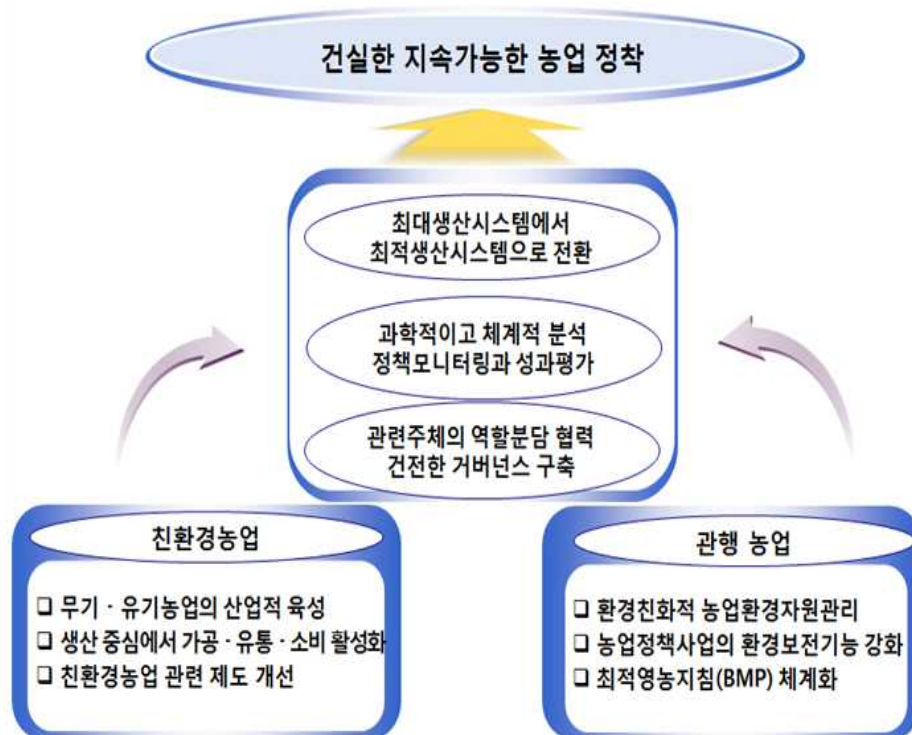 건실한 지속가능한 농업 정착
최대생산시스템에서
최적생산시스템으로 전환
과학적이고 체계적 분석
정책모니터링과 성과평가
관련주체의 역할분담 협력
건전한 거버넌스 구축
친환경농업
❑ 무기 · 유기농업의 산업적 육성
❑ 생산 중심에서 가공 · 유통 · 소비 활성화
❑ 친환경농업 관련 제도 개선
관행 농업
❑ 환경친화적 농업환경자원관리
❑ 농업정책사업의 환경보전기능 강화
❑ 최적영농지침(BMP) 체계화